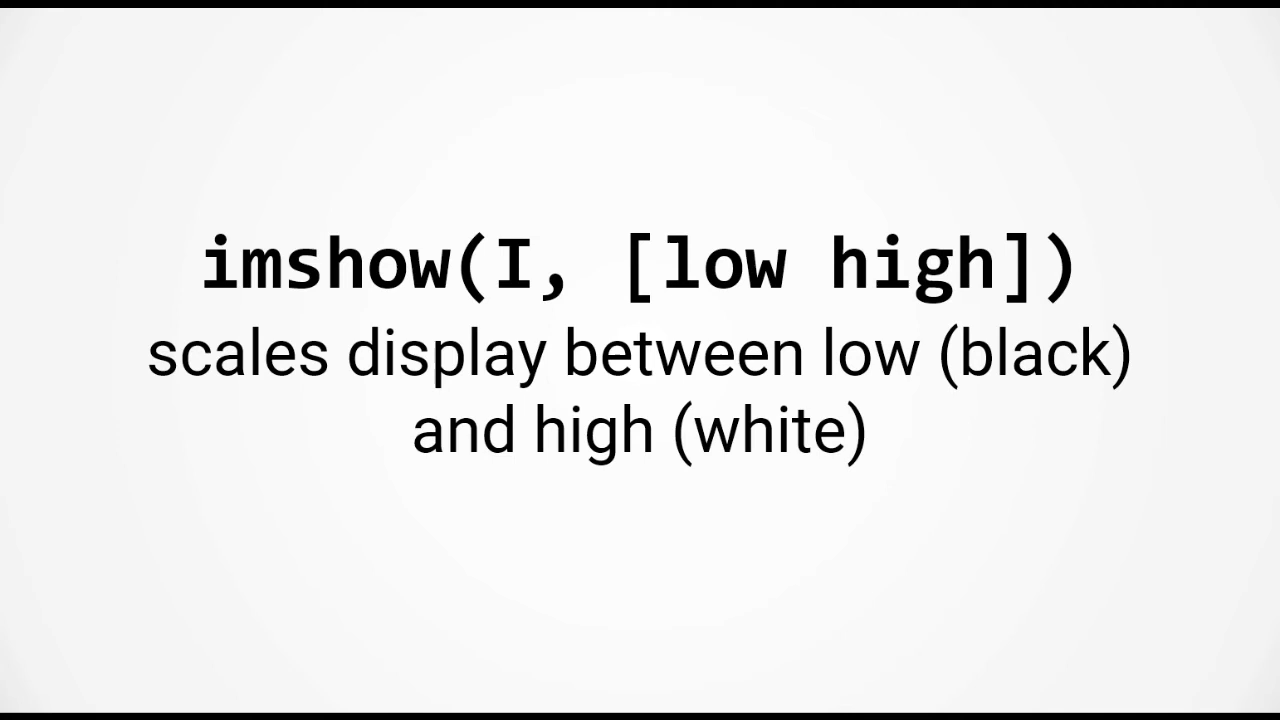 imshow(I, [low high])
scales display between low (black)
and high (white)